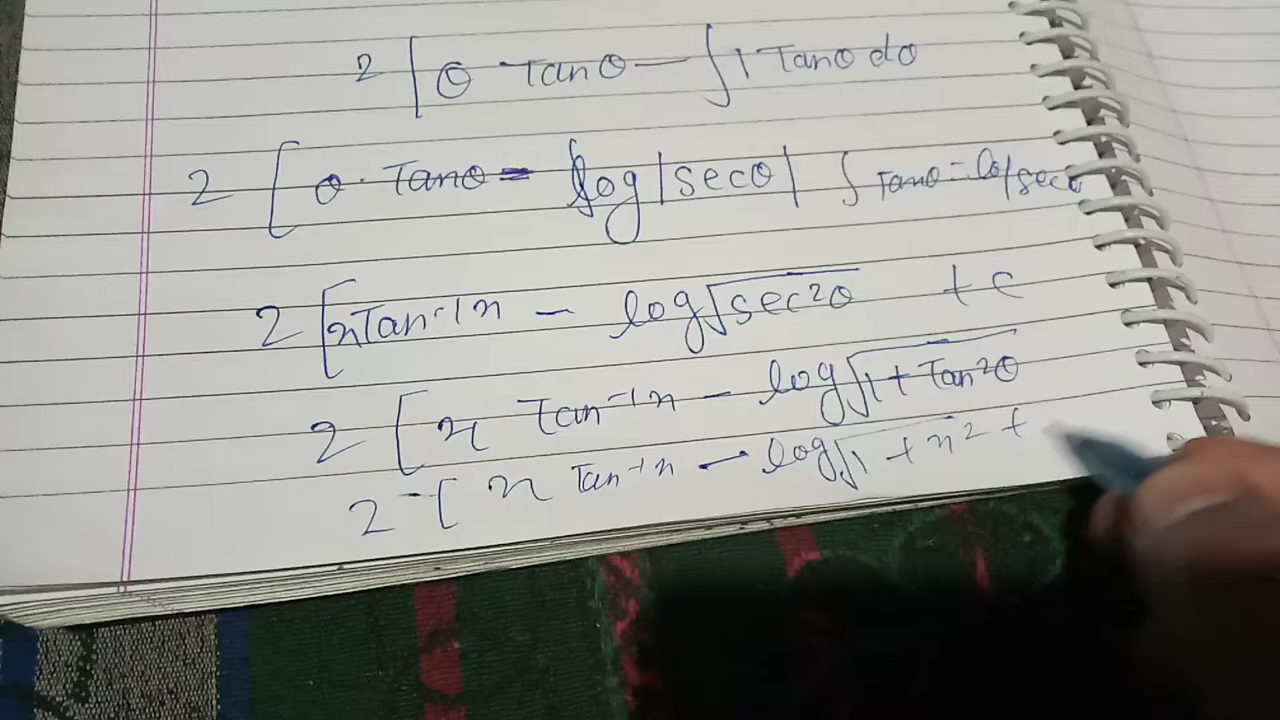 2 [ θ Tanθ — ∫ 1 Tanθ dθ
2 [ θ · Tanθ = log |secθ| ∫ Tanθ = log |secθ
2 [ x Tan⁻¹x — log √sec²θ + c
2 [ x Tan⁻¹x — log √1 + Tan²θ
2 [ x Tan⁻¹x — log √1 + x² +